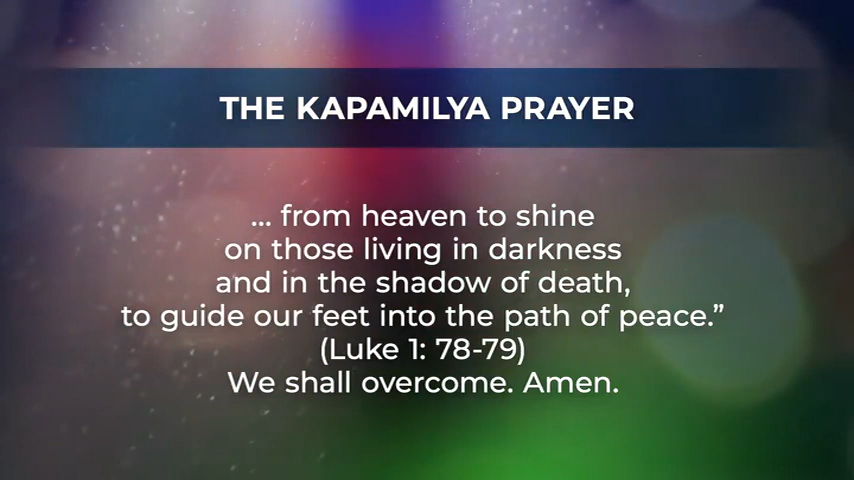 THE KAPAMILYA PRAYER
... from heaven to shine
on those living in darkness
and in the shadow of death,
to guide our feet into the path of peace.”
(Luke 1: 78-79)
We shall overcome. Amen.